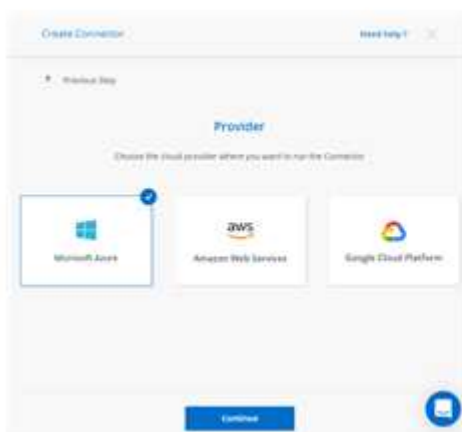 Create Connector
Need help?
Previous Step
Provider
Choose the cloud provider where you want to run the Connector
aws
Microsoft Azure
Amazon Web Services
Google Cloud Platform
Continue